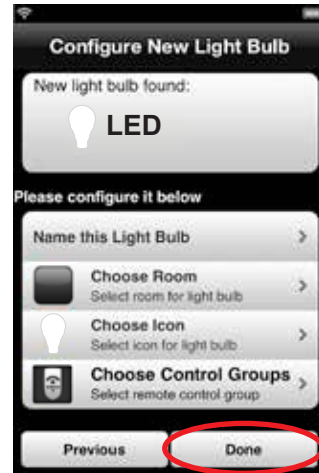 Configure New Light Bulb
New light bulb found:
LED
Please configure it below
Name this Light Bulb
Choose Room
Select room for light bulb
Choose Icon
Select icon for light bulb
Choose Control Groups
Select remote control group
Previous
Done